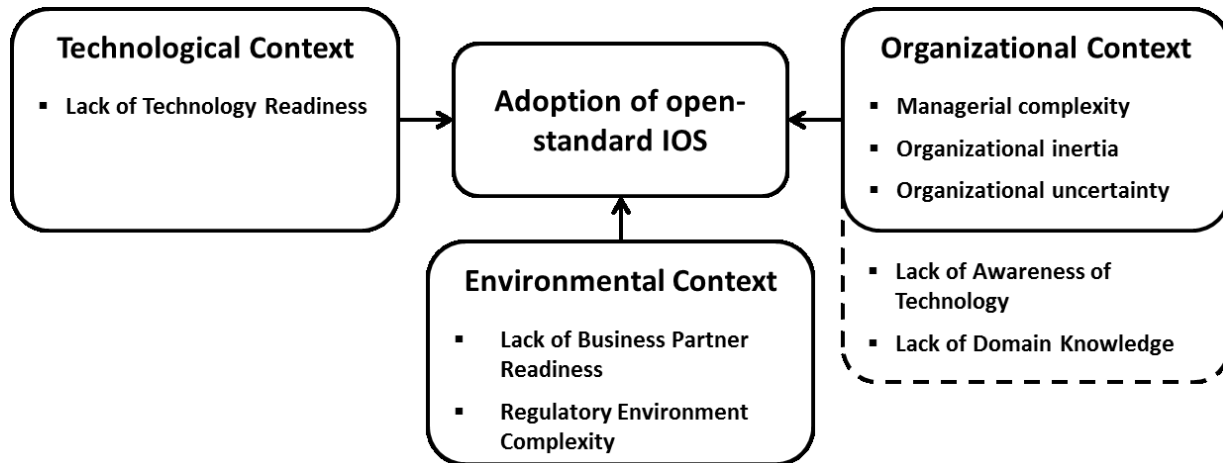 Technological Context
▪ Lack of Technology Readiness
Adoption of open-
standard IOS
Organizational Context
▪ Managerial complexity
▪ Organizational inertia
▪ Organizational uncertainty
▪ Lack of Awareness of
Technology
▪ Lack of Domain Knowledge
Environmental Context
▪ Lack of Business Partner
Readiness
▪ Regulatory Environment
Complexity